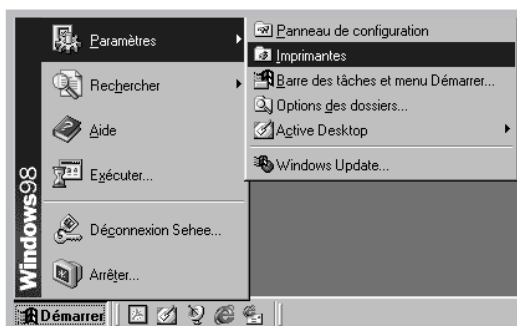 Paramètres
Rechercher
Aide
Exécuter...
Déconnexion Sehee...
Arrêter...
Windows98
Panneau de configuration
Imprimantes
Barre des tâches et menu Démarrer...
Options des dossiers...
Active Desktop
Windows Update...
Démarrer